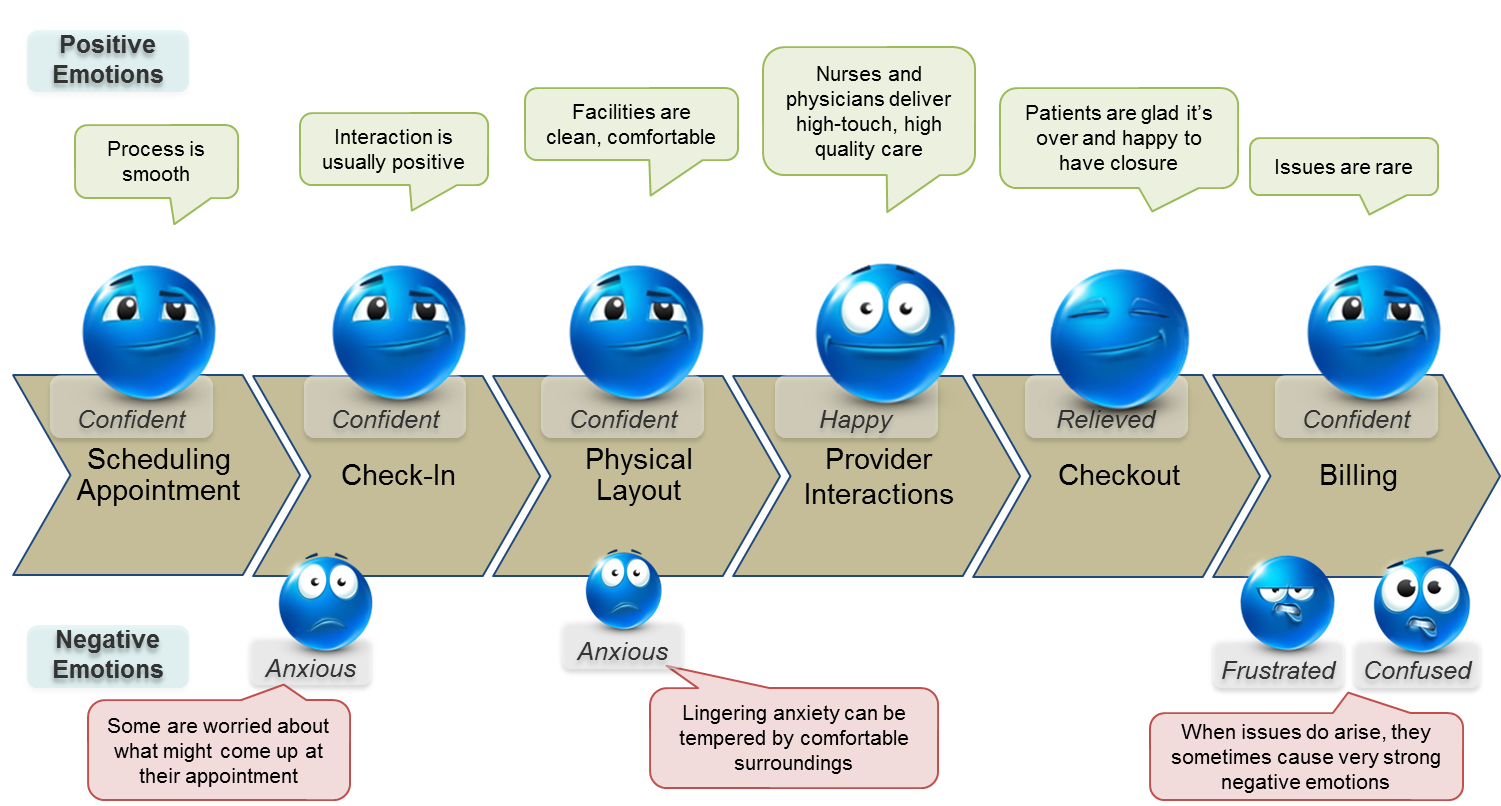 Positive
Emotions
Process is
smooth
Interaction is
usually positive
Facilities are
clean, comfortable
Nurses and
physicians deliver
high-touch, high
quality care
Patients are glad it’s
over and happy to
have closure
Issues are rare
Confident
Confident
Confident
Happy
Relieved
Confident
Scheduling
Appointment
Check-In
Physical
Layout
Provider
Interactions
Checkout
Billing
Negative
Emotions
Anxious
Anxious
Frustrated
Confused
Some are worried about
what might come up at
their appointment
Lingering anxiety can be
tempered by comfortable
surroundings
When issues do arise, they
sometimes cause very strong
negative emotions